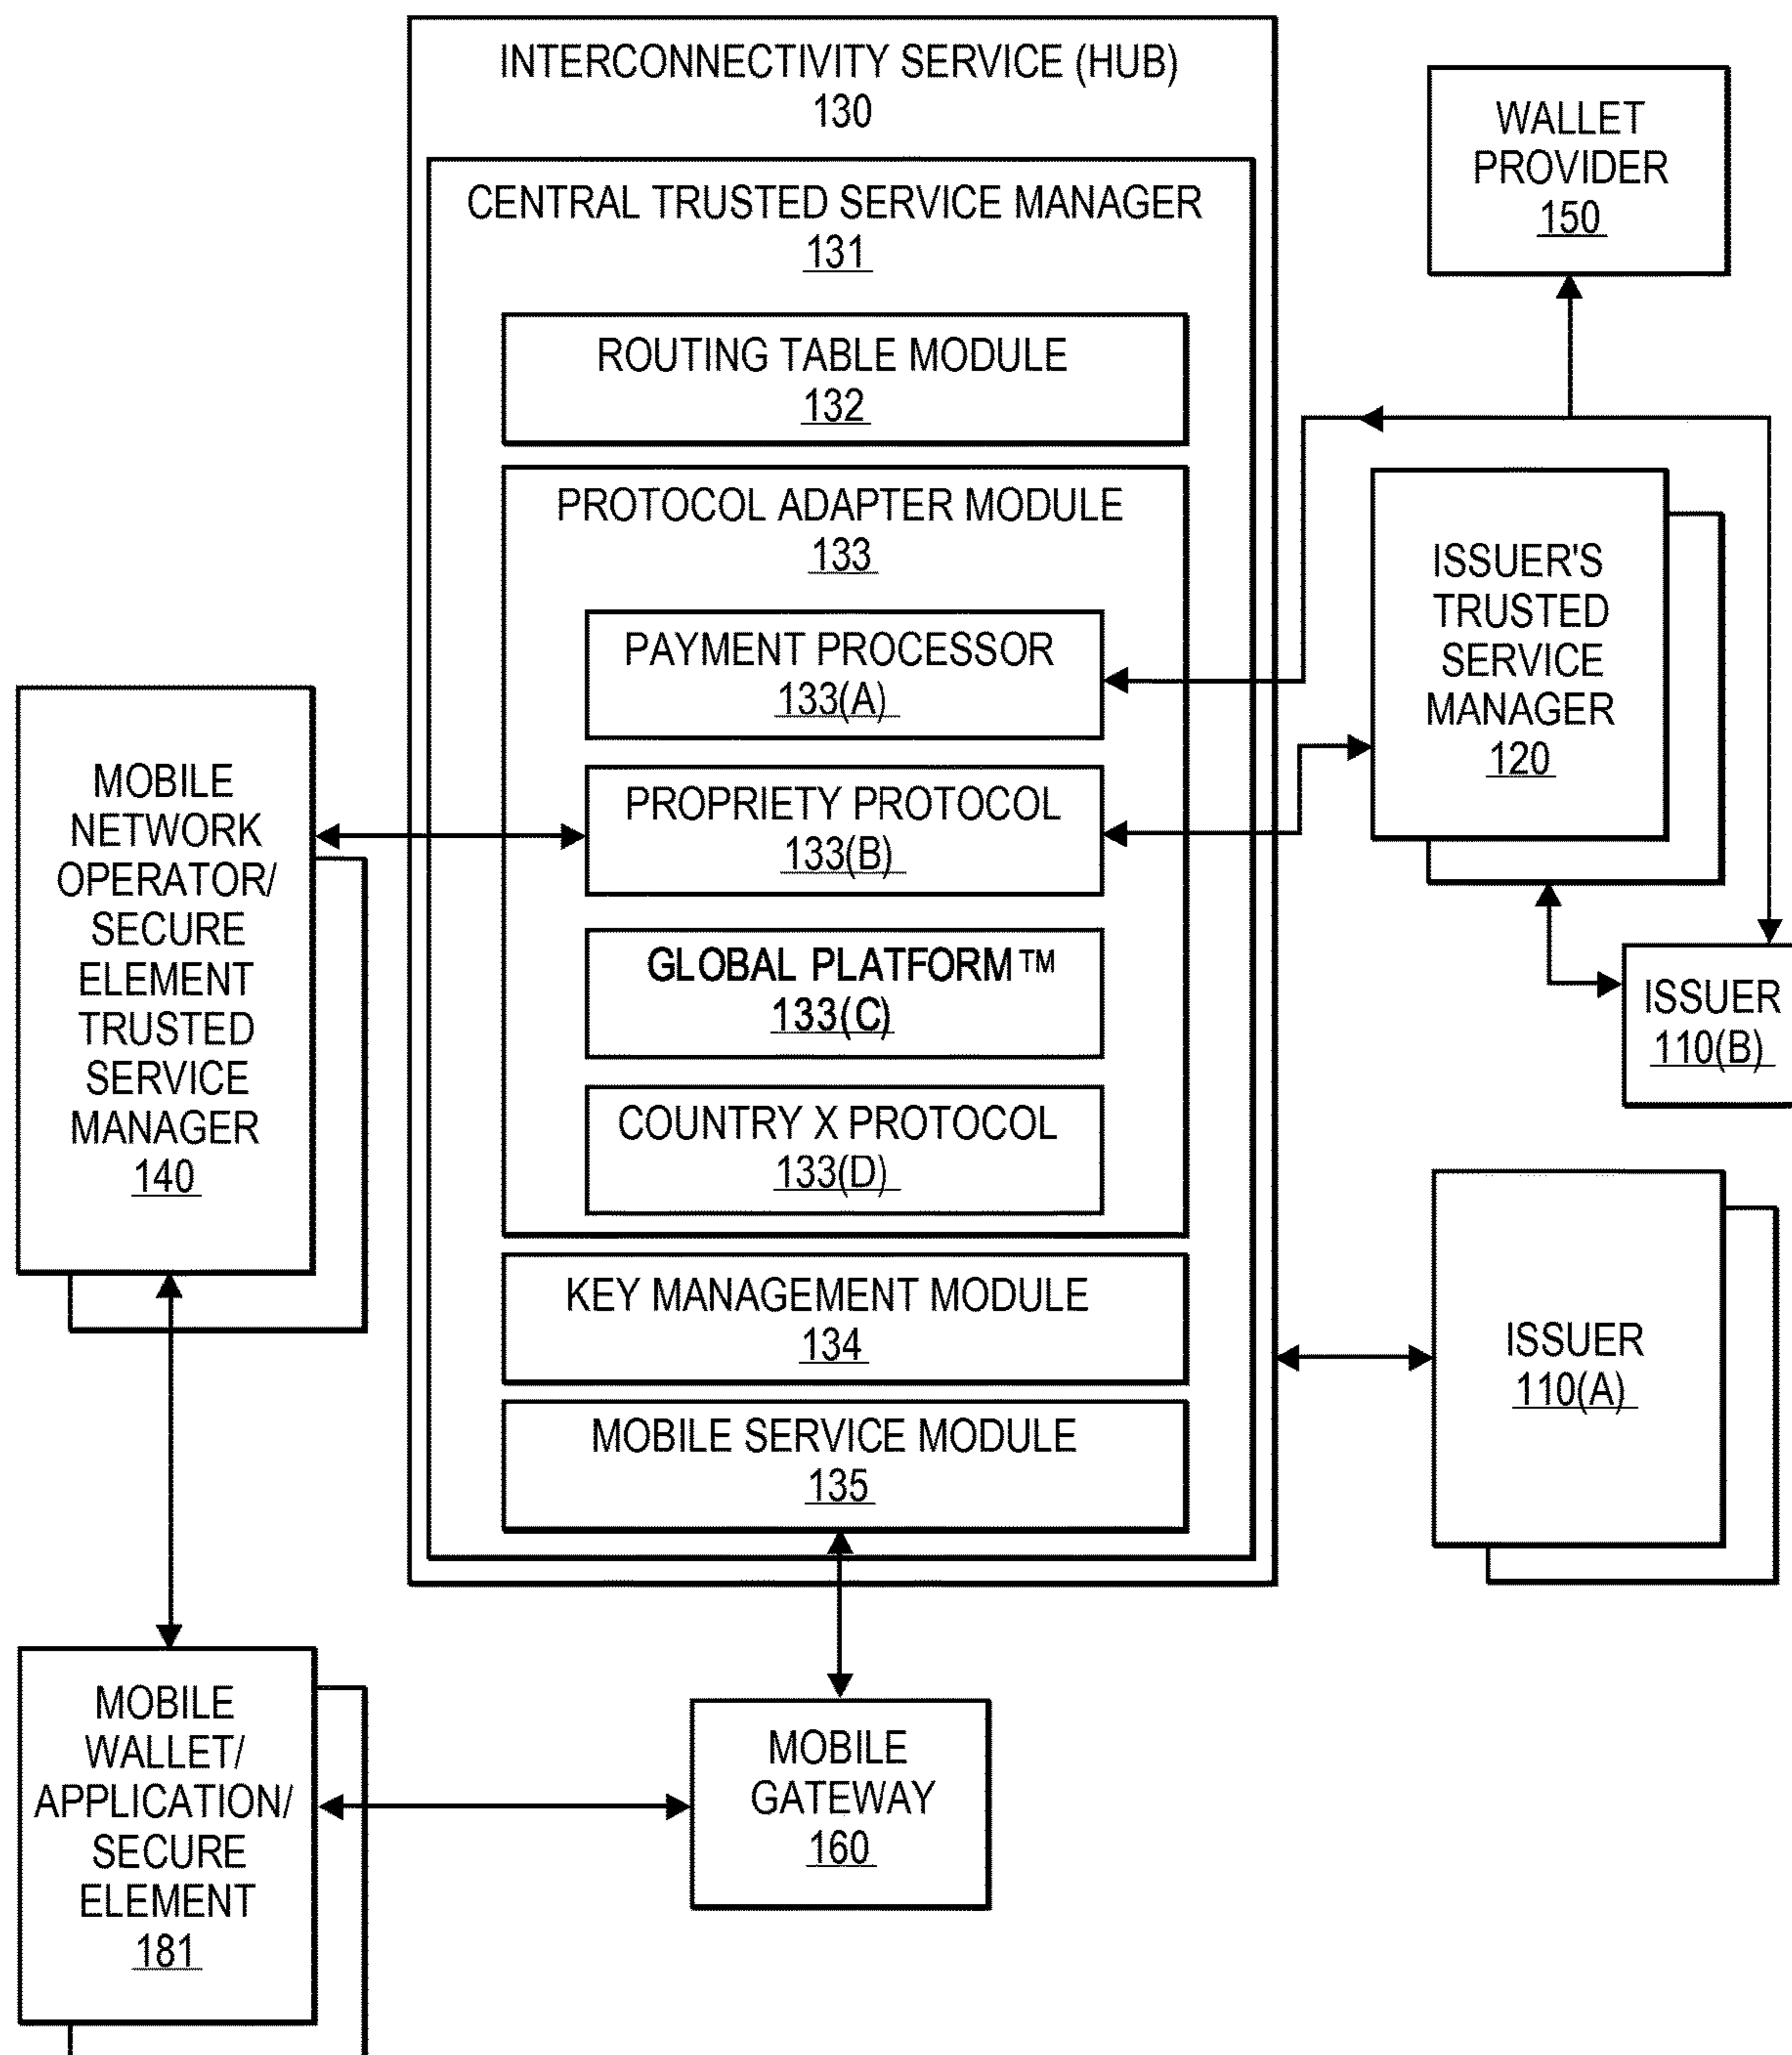 INTERCONNECTIVITY SERVICE (HUB)
130
CENTRAL TRUSTED SERVICE MANAGER
131
ROUTING TABLE MODULE
132
PROTOCOL ADAPTER MODULE
133
PAYMENT PROCESSOR
133(A)
PROPRIETY PROTOCOL
133(B)
GLOBAL PLATFORM™
133(C)
COUNTRY X PROTOCOL
133(D)
KEY MANAGEMENT MODULE
134
MOBILE SERVICE MODULE
135
WALLET
PROVIDER
150
ISSUER'S
TRUSTED
SERVICE
MANAGER
120
ISSUER
110(B)
ISSUER
110(A)
MOBILE
NETWORK
OPERATOR/
SECURE
ELEMENT
TRUSTED
SERVICE
MANAGER
140
MOBILE
WALLET/
APPLICATION/
SECURE
ELEMENT
181
MOBILE
GATEWAY
160